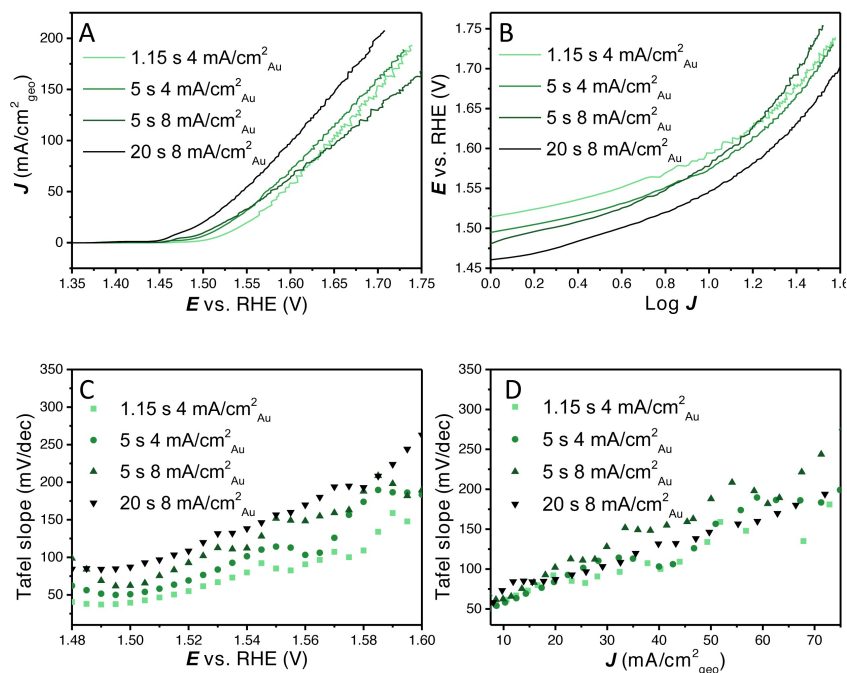 A
J (mA/cm²geo)
200
150
100
50
0
1.15 s 4 mA/cm²Au
5 s 4 mA/cm²Au
5 s 8 mA/cm²Au
20 s 8 mA/cm²Au
1.35 1.40 1.45 1.50 1.55 1.60 1.65 1.70 1.75
E vs. RHE (V)
B
E vs. RHE (V)
1.75
1.70
1.65
1.60
1.55
1.50
1.45
1.15 s 4 mA/cm²Au
5 s 4 mA/cm²Au
5 s 8 mA/cm²Au
20 s 8 mA/cm²Au
0.0 0.2 0.4 0.6 0.8 1.0 1.2 1.4 1.6
Log J
C
Tafel slope (mV/dec)
350
300
250
200
150
100
50
1.15 s 4 mA/cm²Au
5 s 4 mA/cm²Au
5 s 8 mA/cm²Au
20 s 8 mA/cm²Au
1.48 1.50 1.52 1.54 1.56 1.58 1.60
E vs. RHE (V)
D
Tafel slope (mV/dec)
350
300
250
200
150
100
50
1.15 s 4 mA/cm²Au
5 s 4 mA/cm²Au
5 s 8 mA/cm²Au
20 s 8 mA/cm²Au
10 20 30 40 50 60 70
J (mA/cm²geo)